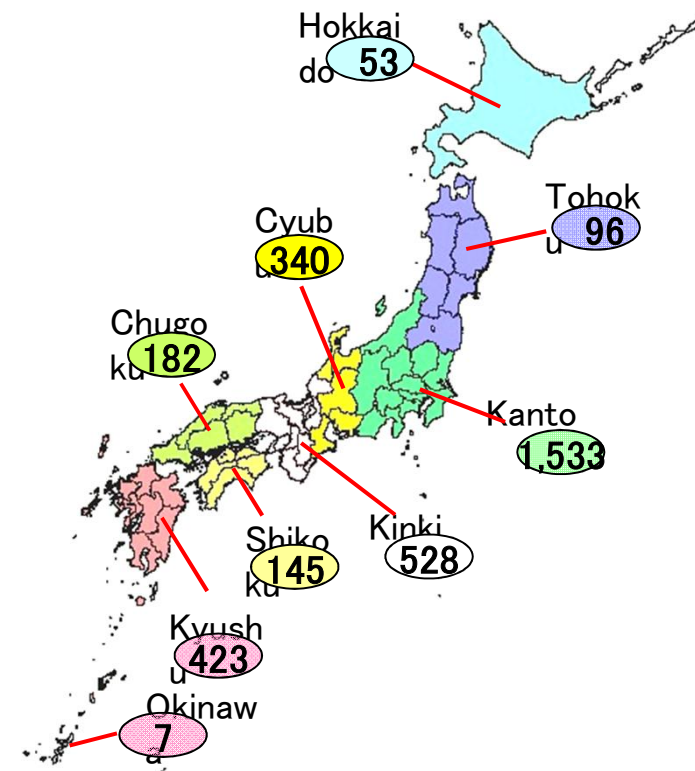 Hokkai
do
53
Tohok
u
96
Cyub
u
340
Chugo
ku
182
Kanto
1,533
Kinki
528
Shiko
ku
145
Kyush
u
423
Okinaw
a
7